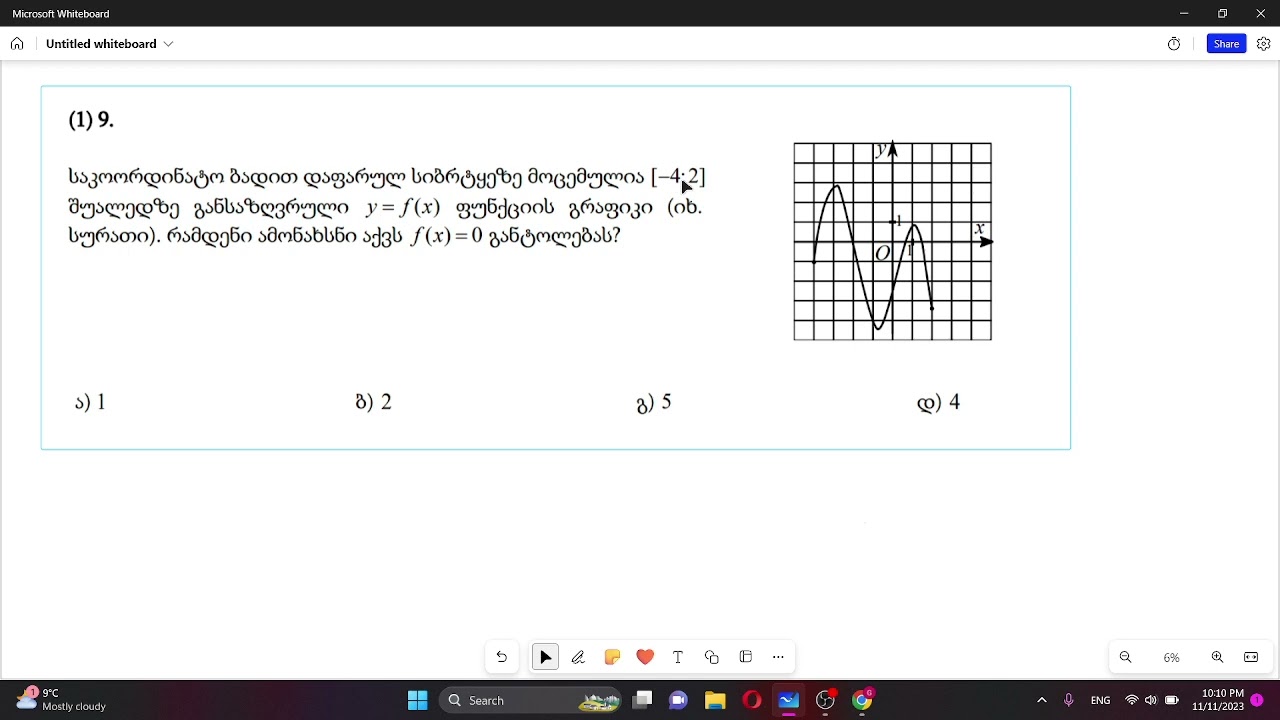 Microsoft Whiteboard
Untitled whiteboard
Share
(1) 9.
საკოორდინატო ბადით დაფარულ სიბრტყეზე მოცემულია [−4;2]
შუალედზე განსაზღვრული y = f(x) ფუნქციის გრაფიკი (იხ.
სურათი). რამდენი ამონახსნი აქვს f(x) = 0 განტოლებას?
y
1
x
O
1
ა) 1
ბ) 2
გ) 5
დ) 4
T
6%
1
9°C
Mostly cloudy
Search
G
ENG
10:10 PM
11/11/2023
1